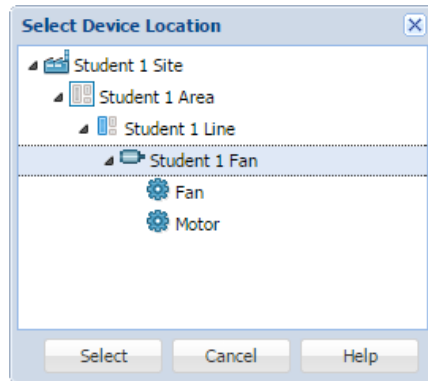 Select Device Location
Student 1 Site
Student 1 Area
Student 1 Line
Student 1 Fan
Fan
Motor
Select Cancel Help